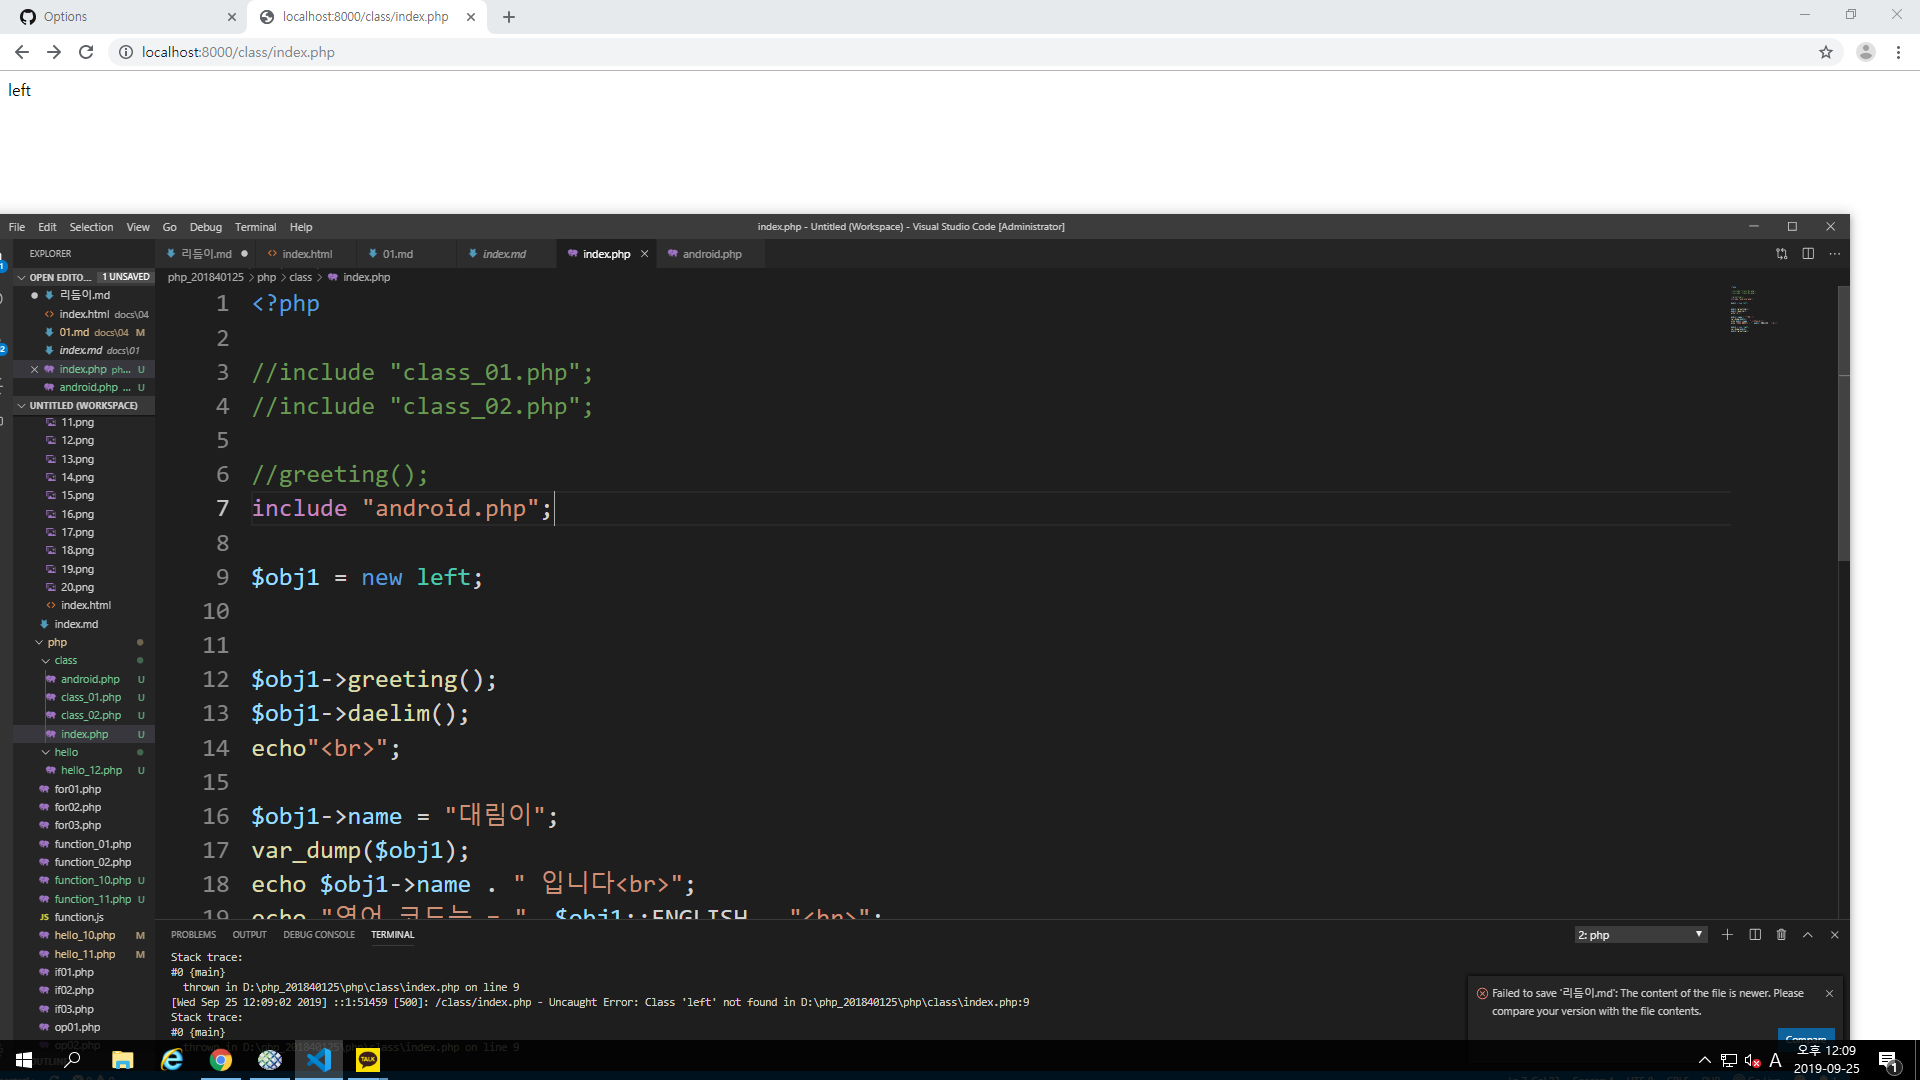 Options
localhost:8000/class/index.php
localhost:8000/class/index.php
left
File Edit Selection View Go Debug Terminal Help
index.php - Untitled (Workspace) - Visual Studio Code [Administrator]
EXPLORER
리듬이.md
index.html
01.md
index.md
index.php
android.php
OPEN EDITO... 1 UNSAVED
리듬이.md
index.html docs\04
01.md docs\04 M
index.md docs\01
index.php ph... U
android.php ... U
UNTITLED (WORKSPACE)
11.png
12.png
13.png
14.png
15.png
16.png
17.png
18.png
19.png
20.png
index.html
index.md
php
class
android.php U
class_01.php U
class_02.php U
index.php U
hello
hello_12.php U
for01.php
for02.php
for03.php
function_01.php
function_02.php
function_10.php U
function_11.php U
JS function.js
hello_10.php M
hello_11.php M
if01.php
if02.php
if03.php
op01.php
op02.php
php_201840125 > php > class > index.php
1 <?php
2
3 //include "class_01.php";
4 //include "class_02.php";
5
6 //greeting();
7 include "android.php";
8
9 $obj1 = new left;
10
11
12 $obj1->greeting();
13 $obj1->daelim();
14 echo"<br>";
15
16 $obj1->name = "대림이";
17 var_dump($obj1);
18 echo $obj1->name . " 입니다<br>";
19 echo "영어 코드는 - " $obj1::ENGLISH "<br>";
PROBLEMS OUTPUT DEBUG CONSOLE TERMINAL
2: php
Stack trace:
#0 {main}
thrown in D:\php_201840125\php\class\index.php on line 9
[Wed Sep 25 12:09:02 2019] ::1:51459 [500]: /class/index.php - Uncaught Error: Class 'left' not found in D:\php_201840125\php\class\index.php:9
Stack trace:
#0 {main}
thrown in D:\php_201840125\php\class\index.php on line 9
Failed to save '리듬이.md': The content of the file is newer. Please
compare your version with the file contents.
Compare
TALK
A
오후 12:09
2019-09-25
1